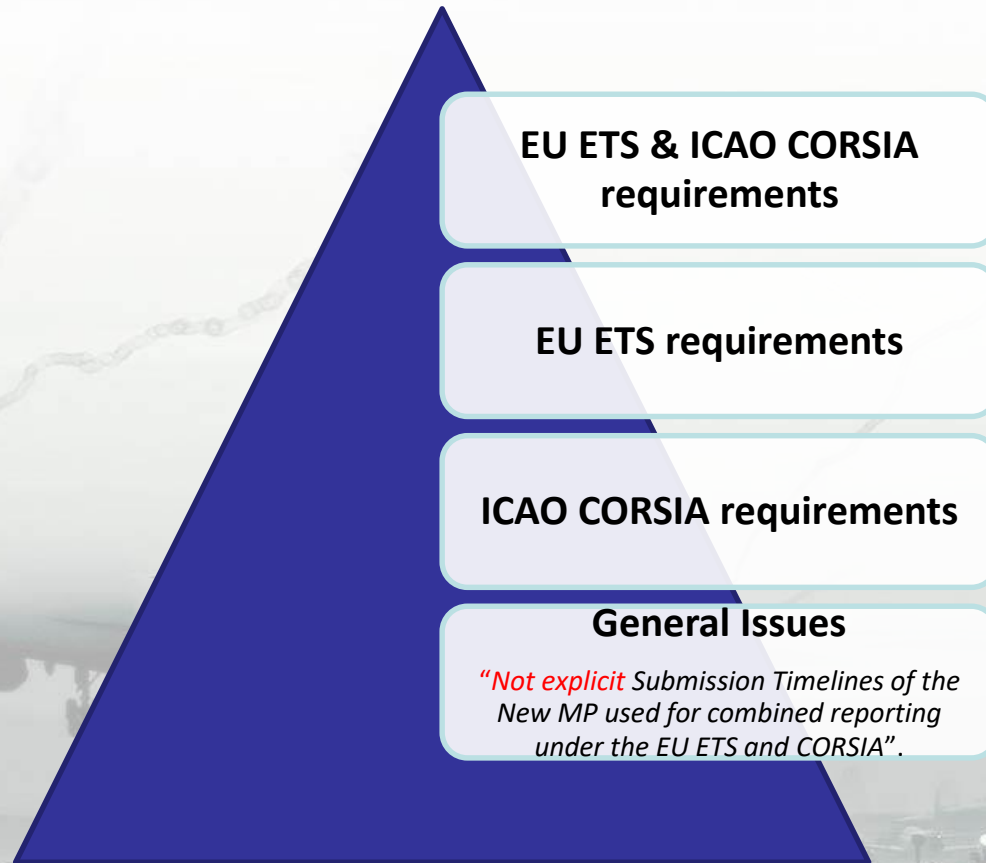 EU ETS & ICAO CORSIA
requirements
EU ETS requirements
ICAO CORSIA requirements
General Issues
“Not explicit Submission Timelines of the
New MP used for combined reporting
under the EU ETS and CORSIA”.